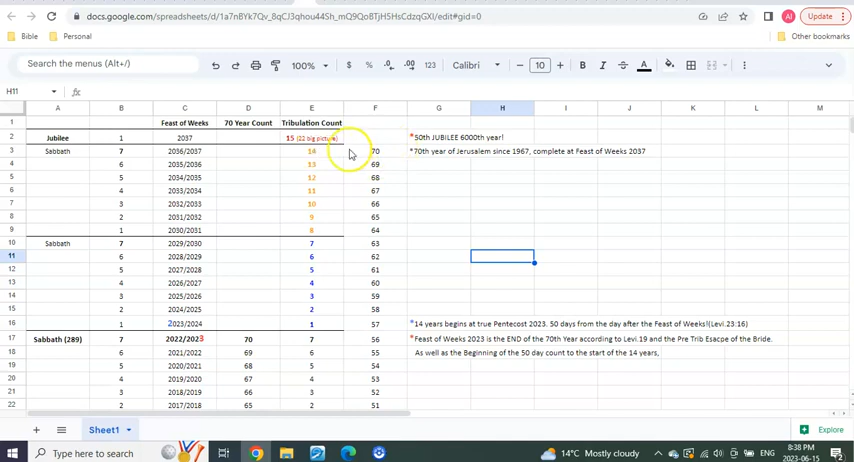 docs.google.com/spreadsheets/d/1a7nBYk7Qv_8qCJ3qhou44Sh_mQ9QoBTjH5HsCdzqGXI/edit#gid=0 AI Update
Bible Personal Other bookmarks
Search the menus (Alt+/) 100% $ % .0 .00 123 Calibri − 10 + B I S A
H11 fx
A B C D E F G H I J K L M
1 Feast of Weeks 70 Year Count Tribulation Count
2 Jubilee 1 2037 15 (22 big picture) *50th JUBILEE 6000th year!
3 Sabbath 7 2036/2037 14 70 *70th year of Jerusalem since 1967, complete at Feast of Weeks 2037
4 6 2035/2036 13 69
5 5 2034/2035 12 68
6 4 2033/2034 11 67
7 3 2032/2033 10 66
8 2 2031/2032 9 65
9 1 2030/2031 8 64
10 Sabbath 7 2029/2030 7 63
11 6 2028/2029 6 62
12 5 2027/2028 5 61
13 4 2026/2027 4 60
14 3 2025/2026 3 59
15 2 2024/2025 2 58
16 1 2023/2024 1 57 *14 years begins at true Pentecost 2023. 50 days from the day after the Feast of Weeks!(Levi.23:16)
17 Sabbath (289) 7 2022/2023 70 7 56 *Feast of Weeks 2023 is the END of the 70th Year according to Levi.19 and the Pre Trib Esacpe of the Bride.
18 6 2021/2022 69 6 55 As well as the Beginning of the 50 day count to the start of the 14 years,
19 5 2020/2021 68 5 54
20 4 2019/2020 67 4 53
21 3 2018/2019 66 3 52
22 2 2017/2018 65 2 51
+ Sheet1 Explore
Type here to search 14°C Mostly cloudy ENG 8:38 PM
2023-06-15 2